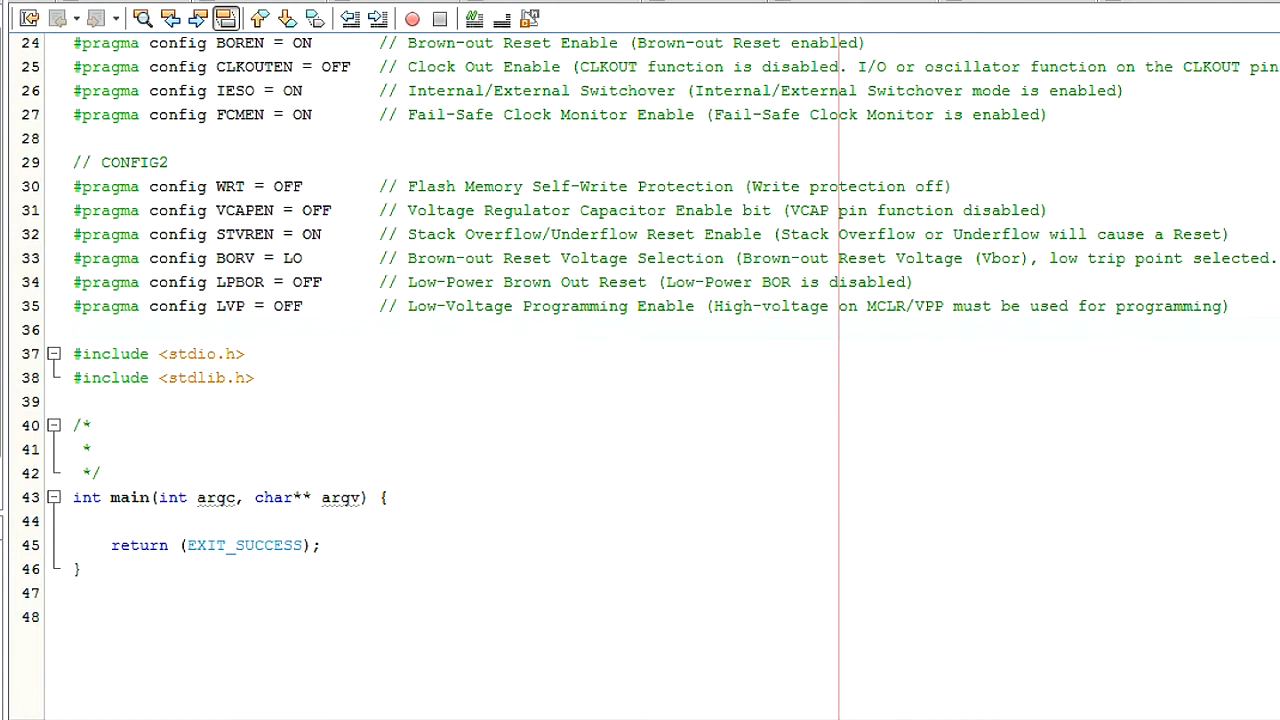 24 #pragma config BOREN = ON // Brown-out Reset Enable (Brown-out Reset enabled)
25 #pragma config CLKOUTEN = OFF // Clock Out Enable (CLKOUT function is disabled. I/O or oscillator function on the CLKOUT pin
26 #pragma config IESO = ON // Internal/External Switchover (Internal/External Switchover mode is enabled)
27 #pragma config FCMEN = ON // Fail-Safe Clock Monitor Enable (Fail-Safe Clock Monitor is enabled)
28
29 // CONFIG2
30 #pragma config WRT = OFF // Flash Memory Self-Write Protection (Write protection off)
31 #pragma config VCAPEN = OFF // Voltage Regulator Capacitor Enable bit (VCAP pin function disabled)
32 #pragma config STVREN = ON // Stack Overflow/Underflow Reset Enable (Stack Overflow or Underflow will cause a Reset)
33 #pragma config BORV = LO // Brown-out Reset Voltage Selection (Brown-out Reset Voltage (Vbor), low trip point selected.
34 #pragma config LPBOR = OFF // Low-Power Brown Out Reset (Low-Power BOR is disabled)
35 #pragma config LVP = OFF // Low-Voltage Programming Enable (High-voltage on MCLR/VPP must be used for programming)
36
37 #include <stdio.h>
38 #include <stdlib.h>
39
40 /*
41 *
42 */
43 int main(int argc, char** argv) {
44
45 return (EXIT_SUCCESS);
46 }
47
48